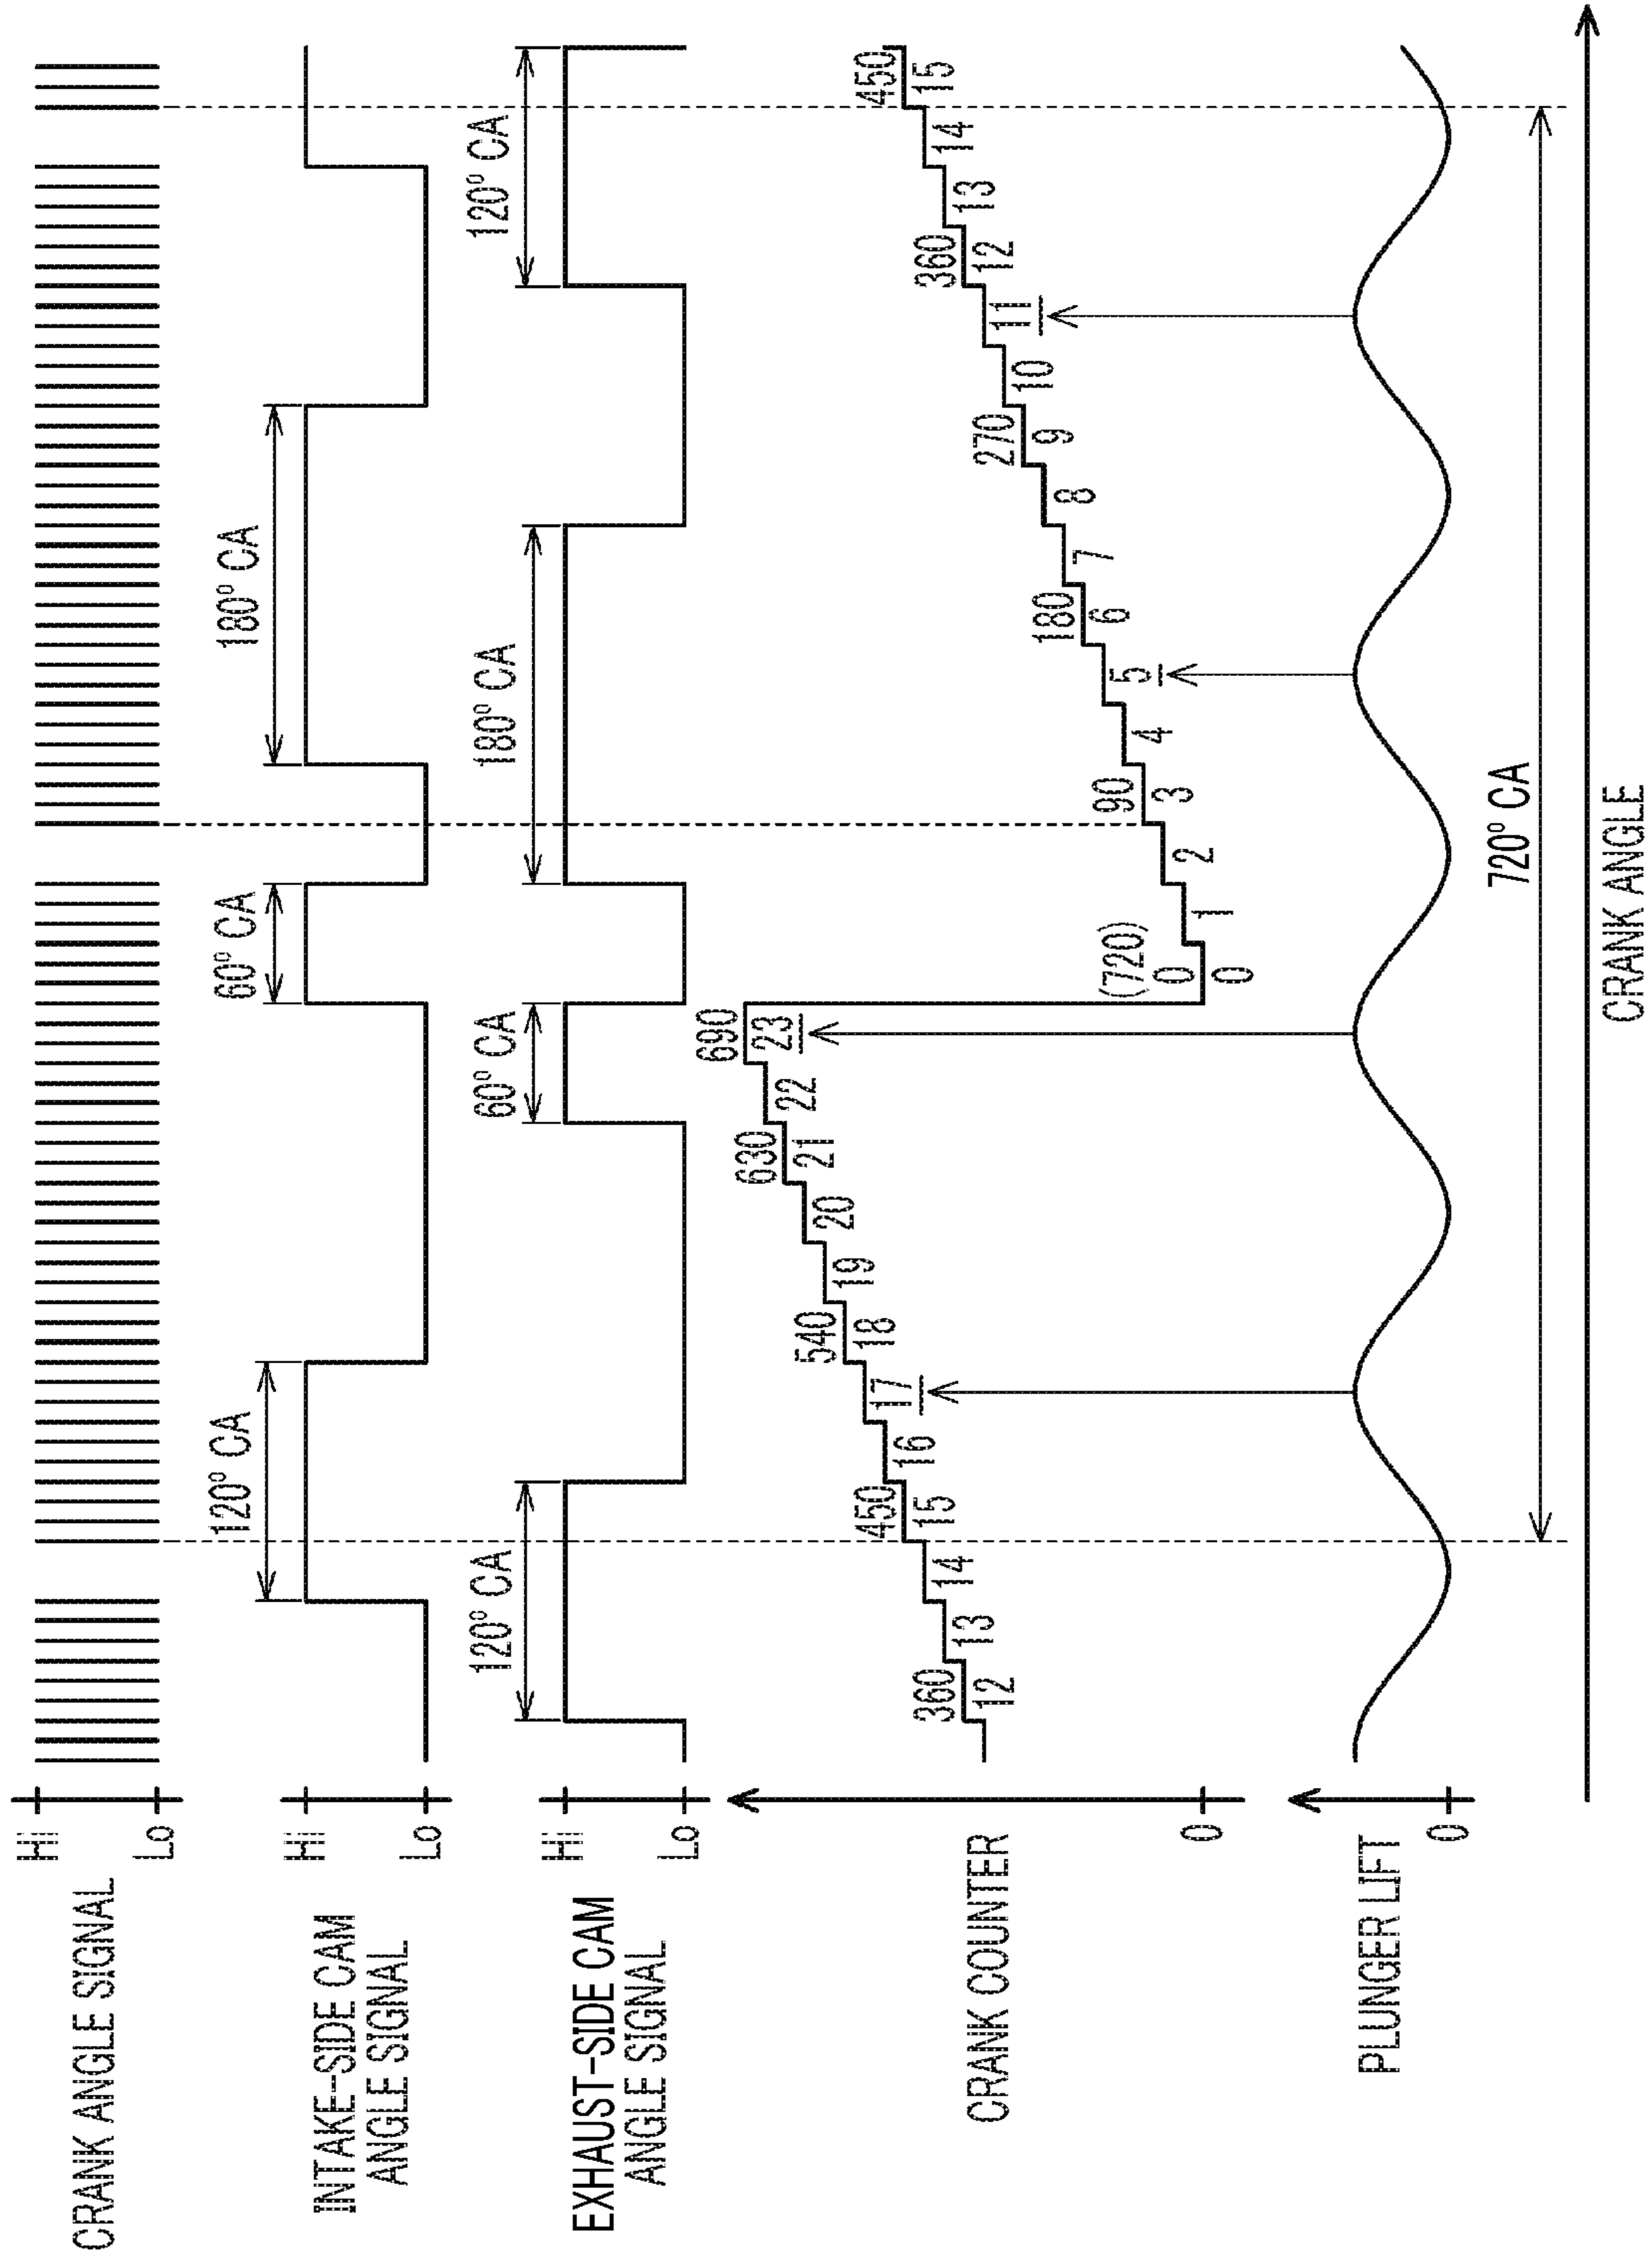 CRANK ANGLE SIGNAL
Hi
Lo
INTAKE-SIDE CAM
ANGLE SIGNAL
Hi
Lo
120° CA
60° CA
180° CA
EXHAUST-SIDE CAM
ANGLE SIGNAL
Hi
Lo
120° CA
60° CA
180° CA
120° CA
CRANK COUNTER
0
360
12
13
14
450
15
16
17
540
18
19
20
630
21
22
690
23
(720)
0
0
1
2
90
3
4
5
180
6
7
8
270
9
10
11
360
12
13
14
450
15
PLUNGER LIFT
0
720° CA
CRANK ANGLE